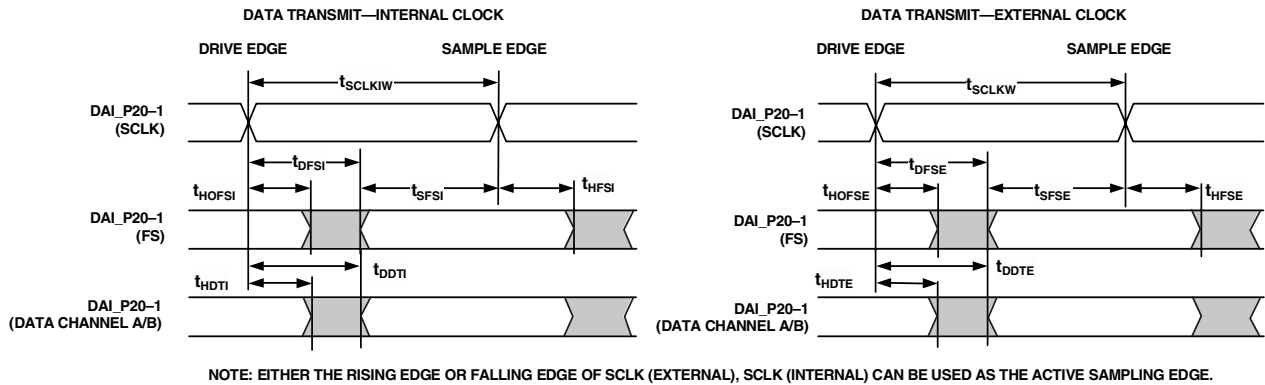 DATA TRANSMIT—INTERNAL CLOCK
DRIVE EDGE
SAMPLE EDGE
tSCLKIW
DAI_P20–1
(SCLK)
tDFSI
tHOFSI
tSFSI
tHFSI
DAI_P20–1
(FS)
tDDTI
tHDTI
DAI_P20–1
(DATA CHANNEL A/B)
DATA TRANSMIT—EXTERNAL CLOCK
DRIVE EDGE
SAMPLE EDGE
tSCLKW
DAI_P20–1
(SCLK)
tDFSE
tHOFSE
tSFSE
tHFSE
DAI_P20–1
(FS)
tDDTE
tHDTE
DAI_P20–1
(DATA CHANNEL A/B)
NOTE: EITHER THE RISING EDGE OR FALLING EDGE OF SCLK (EXTERNAL), SCLK (INTERNAL) CAN BE USED AS THE ACTIVE SAMPLING EDGE.